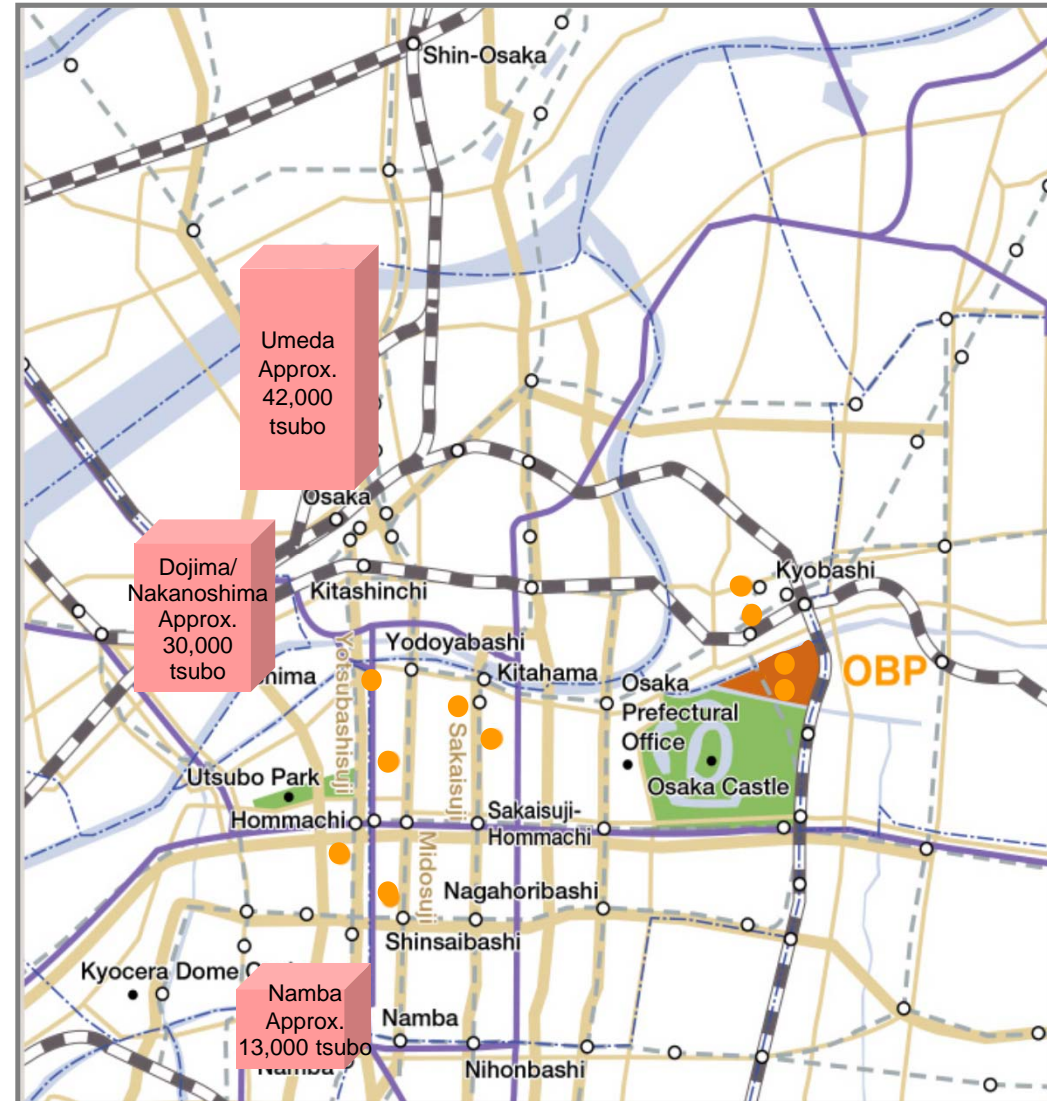 Shin-Osaka
Umeda
Approx.
42,000
tsubo
Osaka
Dojima/
Nakanoshima
Approx.
30,000
tsubo
Kitashinchi
Kyobashi
Yodoyabashi
Kitahama
Yotsubashisuji
Sakaisuji
Osaka
Prefectural
Office
OBP
Osaka Castle
Utsubo Park
Hommachi
Sakaisuji-
Hommachi
Midosuji
Nagahoribashi
Shinsaibashi
Kyocera Dome
Namba
Approx.
13,000 tsubo
Namba
Namba
Nihonbashi